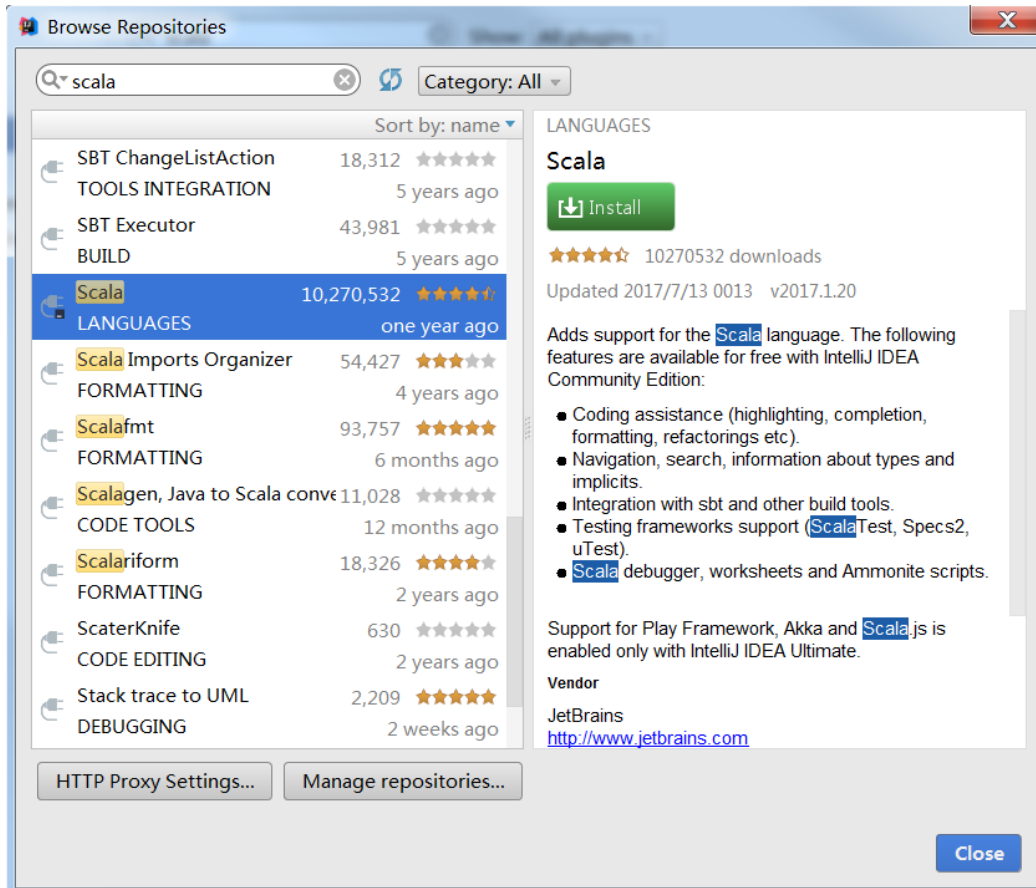 Browse Repositories
Show: All plugins
scala
Category: All
Sort by: name
SBT ChangeListAction 18,312
TOOLS INTEGRATION 5 years ago
SBT Executor 43,981
BUILD 5 years ago
Scala 10,270,532
LANGUAGES one year ago
Scala Imports Organizer 54,427
FORMATTING 4 years ago
Scalafmt 93,757
FORMATTING 6 months ago
Scalagen, Java to Scala conve 11,028
CODE TOOLS 12 months ago
Scalariform 18,326
FORMATTING 2 years ago
ScaterKnife 630
CODE EDITING 2 years ago
Stack trace to UML 2,209
DEBUGGING 2 weeks ago
LANGUAGES
Scala
Install
10270532 downloads
Updated 2017/7/13 0013 v2017.1.20
Adds support for the Scala language. The following
features are available for free with IntelliJ IDEA
Community Edition:
● Coding assistance (highlighting, completion,
formatting, refactorings etc).
● Navigation, search, information about types and
implicits.
● Integration with sbt and other build tools.
● Testing frameworks support (ScalaTest, Specs2,
uTest).
● Scala debugger, worksheets and Ammonite scripts.
Support for Play Framework, Akka and Scala.js is
enabled only with IntelliJ IDEA Ultimate.
Vendor
JetBrains
http://www.jetbrains.com
HTTP Proxy Settings...
Manage repositories...
Close